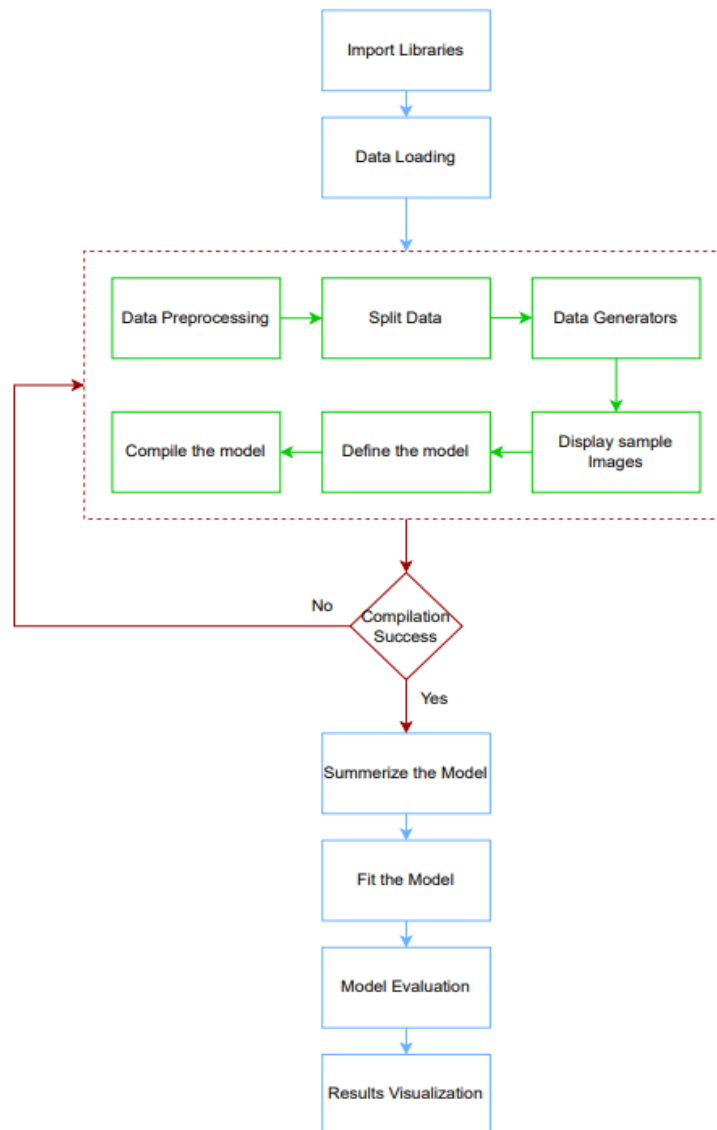 Import Libraries
Data Loading
Data Preprocessing
Split Data
Data Generators
Display sample
Images
Define the model
Compile the model
Compilation
Success
No
Yes
Summerize the Model
Fit the Model
Model Evaluation
Results Visualization